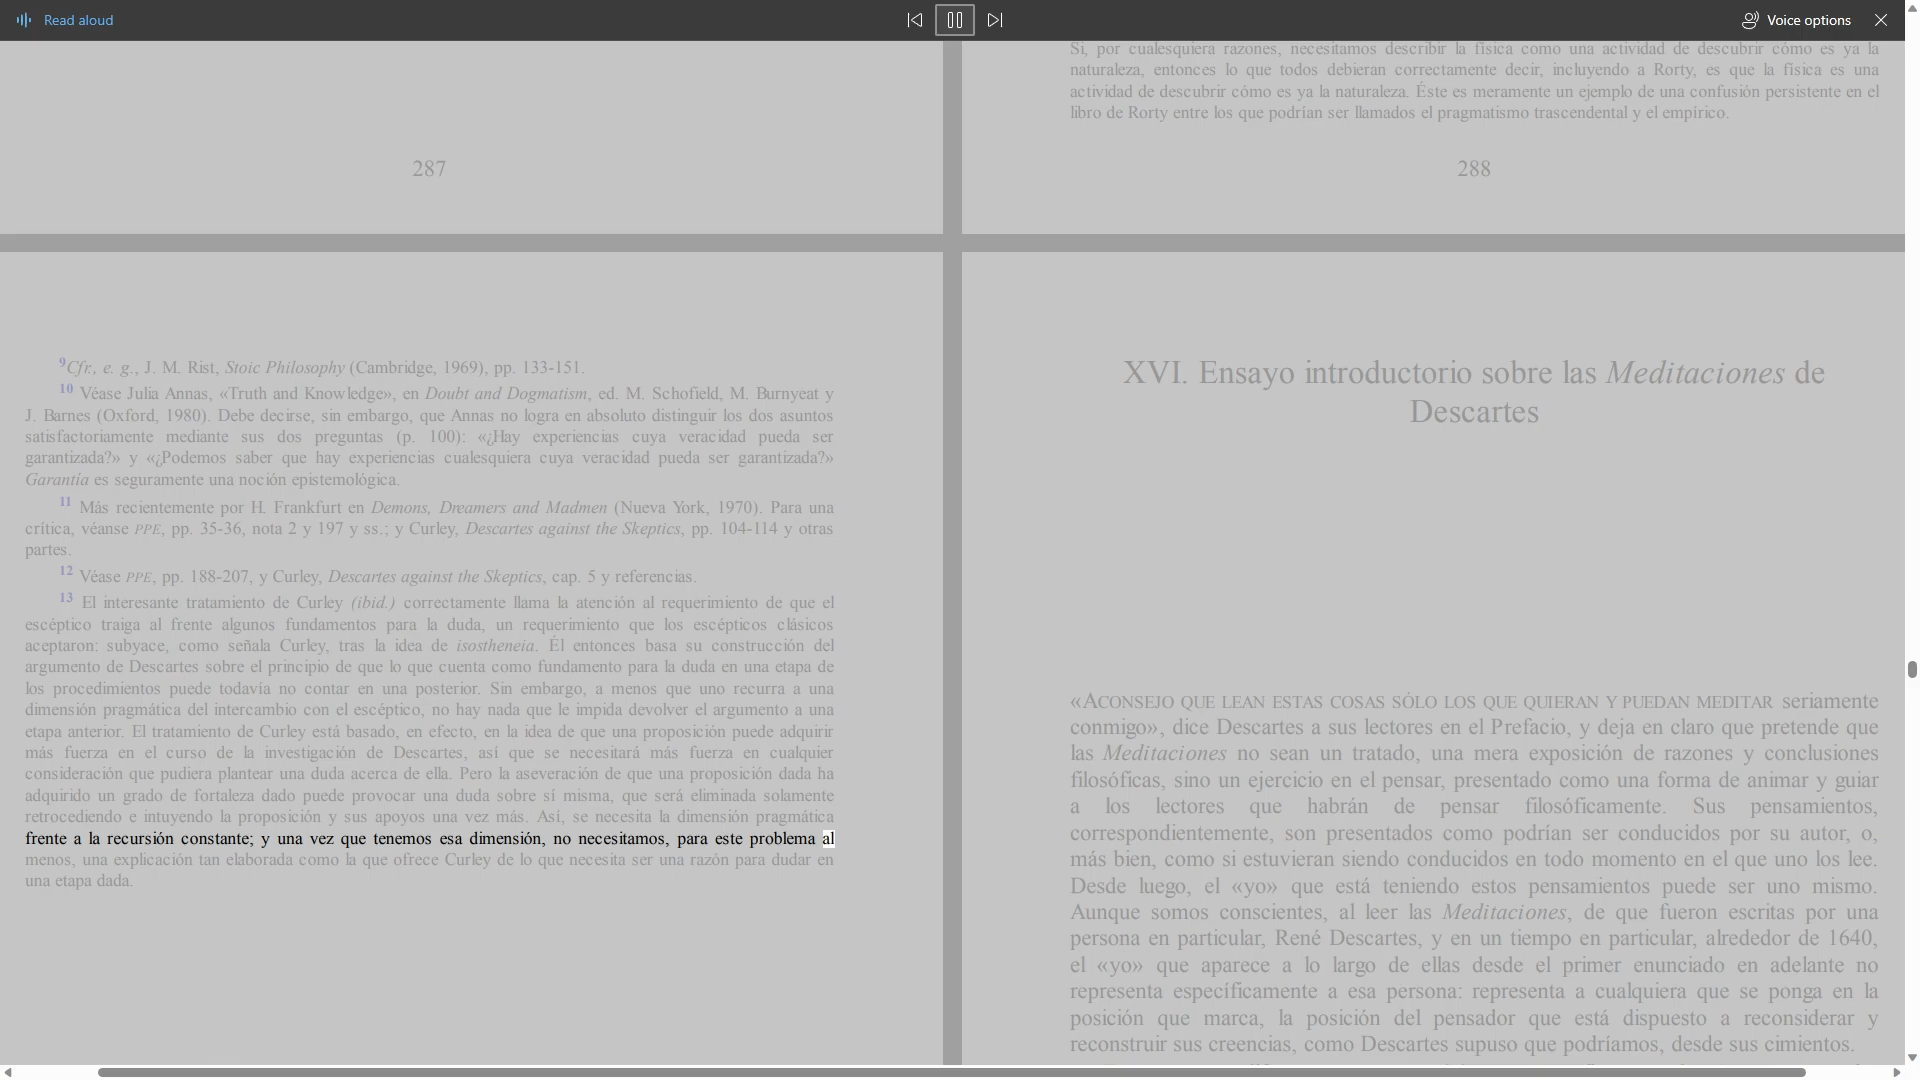 Read aloud
Voice options
287
Si, por cualesquiera razones, necesitamos describir la física como una actividad de descubrir cómo es ya la
naturaleza, entonces lo que todos debieran correctamente decir, incluyendo a Rorty, es que la física es una
actividad de descubrir cómo es ya la naturaleza. Éste es meramente un ejemplo de una confusión persistente en el
libro de Rorty entre los que podrían ser llamados el pragmatismo trascendental y el empírico.
288
9Cfr., e. g., J. M. Rist, Stoic Philosophy (Cambridge, 1969), pp. 133-151.
10 Véase Julia Annas, «Truth and Knowledge», en Doubt and Dogmatism, ed. M. Schofield, M. Burnyeat y
J. Barnes (Oxford, 1980). Debe decirse, sin embargo, que Annas no logra en absoluto distinguir los dos asuntos
satisfactoriamente mediante sus dos preguntas (p. 100): «¿Hay experiencias cuya veracidad pueda ser
garantizada?» y «¿Podemos saber que hay experiencias cualesquiera cuya veracidad pueda ser garantizada?»
Garantía es seguramente una noción epistemológica.
11 Más recientemente por H. Frankfurt en Demons, Dreamers and Madmen (Nueva York, 1970). Para una
crítica, véanse PPE, pp. 35-36, nota 2 y 197 y ss.; y Curley, Descartes against the Skeptics, pp. 104-114 y otras
partes.
12 Véase PPE, pp. 188-207, y Curley, Descartes against the Skeptics, cap. 5 y referencias.
13 El interesante tratamiento de Curley (ibid.) correctamente llama la atención al requerimiento de que el
escéptico traiga al frente algunos fundamentos para la duda, un requerimiento que los escépticos clásicos
aceptaron: subyace, como señala Curley, tras la idea de isostheneia. Él entonces basa su construcción del
argumento de Descartes sobre el principio de que lo que cuenta como fundamento para la duda en una etapa de
los procedimientos puede todavía no contar en una posterior. Sin embargo, a menos que uno recurra a una
dimensión pragmática del intercambio con el escéptico, no hay nada que le impida devolver el argumento a una
etapa anterior. El tratamiento de Curley está basado, en efecto, en la idea de que una proposición puede adquirir
más fuerza en el curso de la investigación de Descartes, así que se necesitará más fuerza en cualquier
consideración que pudiera plantear una duda acerca de ella. Pero la aseveración de que una proposición dada ha
adquirido un grado de fortaleza dado puede provocar una duda sobre sí misma, que será eliminada solamente
retrocediendo e intuyendo la proposición y sus apoyos una vez más. Así, se necesita la dimensión pragmática
frente a la recursión constante; y una vez que tenemos esa dimensión, no necesitamos, para este problema al
menos, una explicación tan elaborada como la que ofrece Curley de lo que necesita ser una razón para dudar en
una etapa dada.
XVI. Ensayo introductorio sobre las Meditaciones de
Descartes
«ACONSEJO QUE LEAN ESTAS COSAS SÓLO LOS QUE QUIERAN Y PUEDAN MEDITAR seriamente
conmigo», dice Descartes a sus lectores en el Prefacio, y deja en claro que pretende que
las Meditaciones no sean un tratado, una mera exposición de razones y conclusiones
filosóficas, sino un ejercicio en el pensar, presentado como una forma de animar y guiar
a los lectores que habrán de pensar filosóficamente. Sus pensamientos,
correspondientemente, son presentados como podrían ser conducidos por su autor, o,
más bien, como si estuvieran siendo conducidos en todo momento en el que uno los lee.
Desde luego, el «yo» que está teniendo estos pensamientos puede ser uno mismo.
Aunque somos conscientes, al leer las Meditaciones, de que fueron escritas por una
persona en particular, René Descartes, y en un tiempo en particular, alrededor de 1640,
el «yo» que aparece a lo largo de ellas desde el primer enunciado en adelante no
representa específicamente a esa persona: representa a cualquiera que se ponga en la
posición que marca, la posición del pensador que está dispuesto a reconsiderar y
reconstruir sus creencias, como Descartes supuso que podríamos, desde sus cimientos.